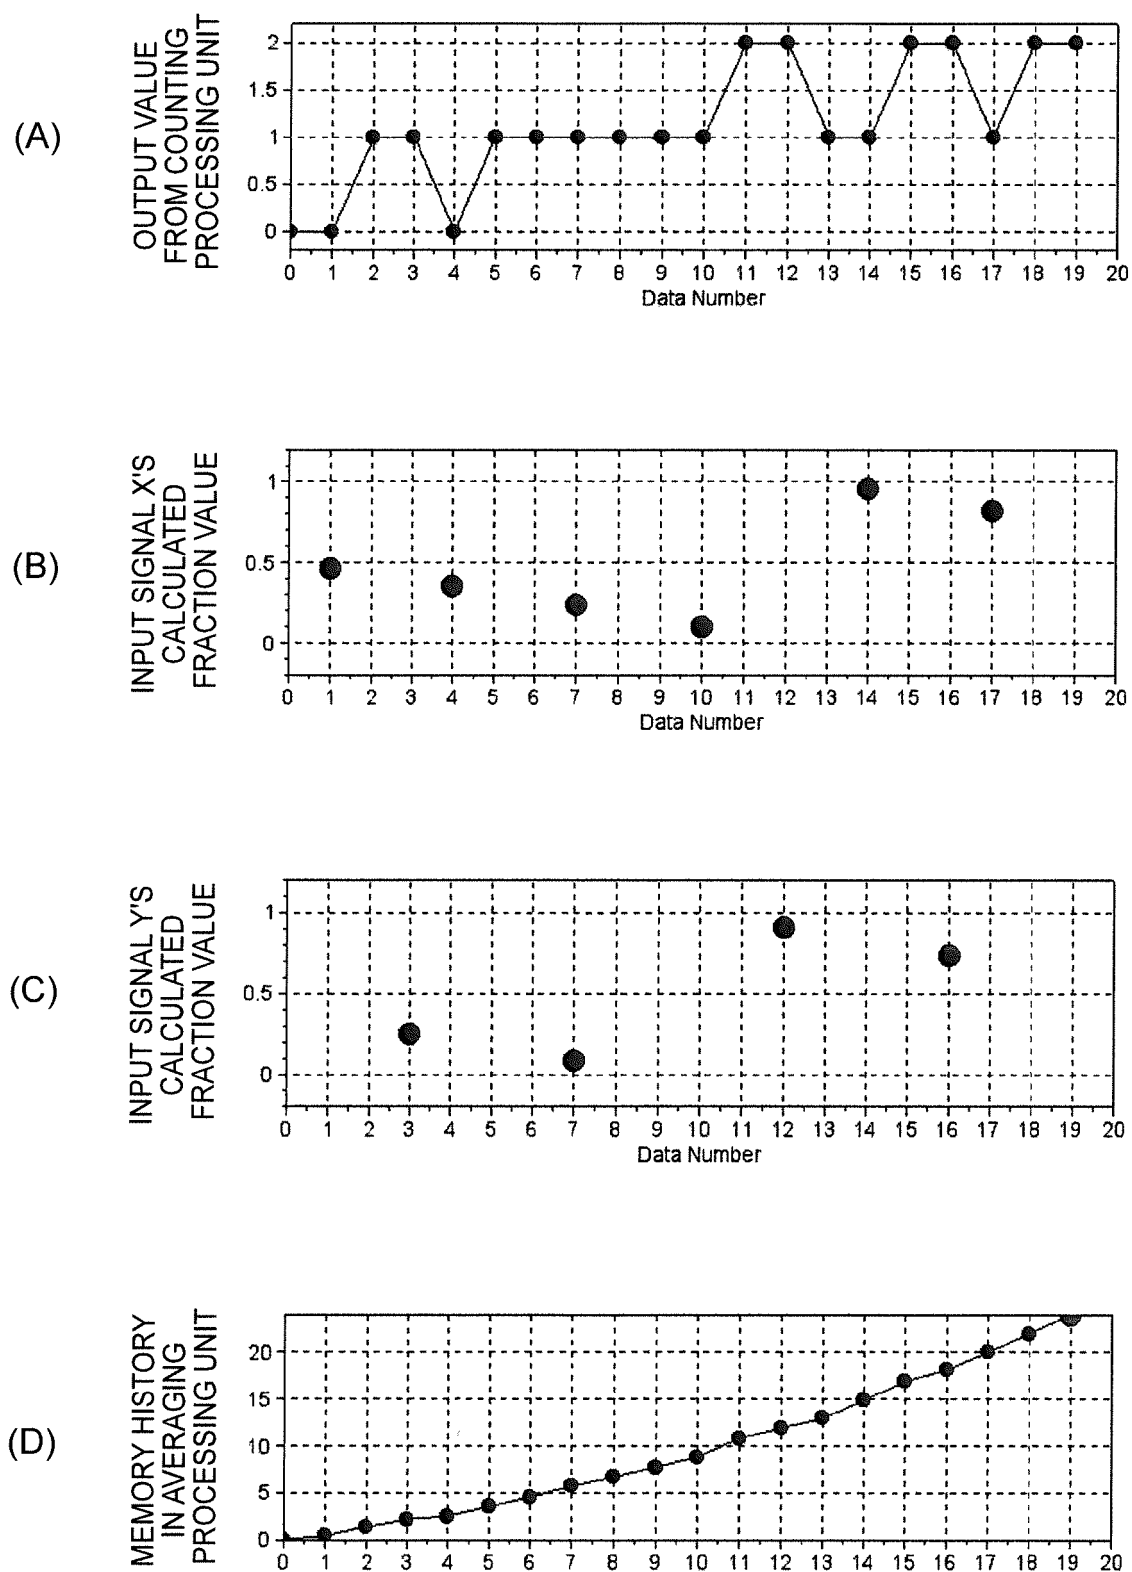 (A)
OUTPUT VALUE
FROM COUNTING
PROCESSING UNIT
2
1.5
1
0.5
0
0 1 2 3 4 5 6 7 8 9 10 11 12 13 14 15 16 17 18 19 20
Data Number
(B)
INPUT SIGNAL X'S
CALCULATED
FRACTION VALUE
1
0.5
0
0 1 2 3 4 5 6 7 8 9 10 11 12 13 14 15 16 17 18 19 20
Data Number
(C)
INPUT SIGNAL Y'S
CALCULATED
FRACTION VALUE
1
0.5
0
0 1 2 3 4 5 6 7 8 9 10 11 12 13 14 15 16 17 18 19 20
Data Number
(D)
MEMORY HISTORY
IN AVERAGING
PROCESSING UNIT
20
15
10
5
0
0 1 2 3 4 5 6 7 8 9 10 11 12 13 14 15 16 17 18 19 20